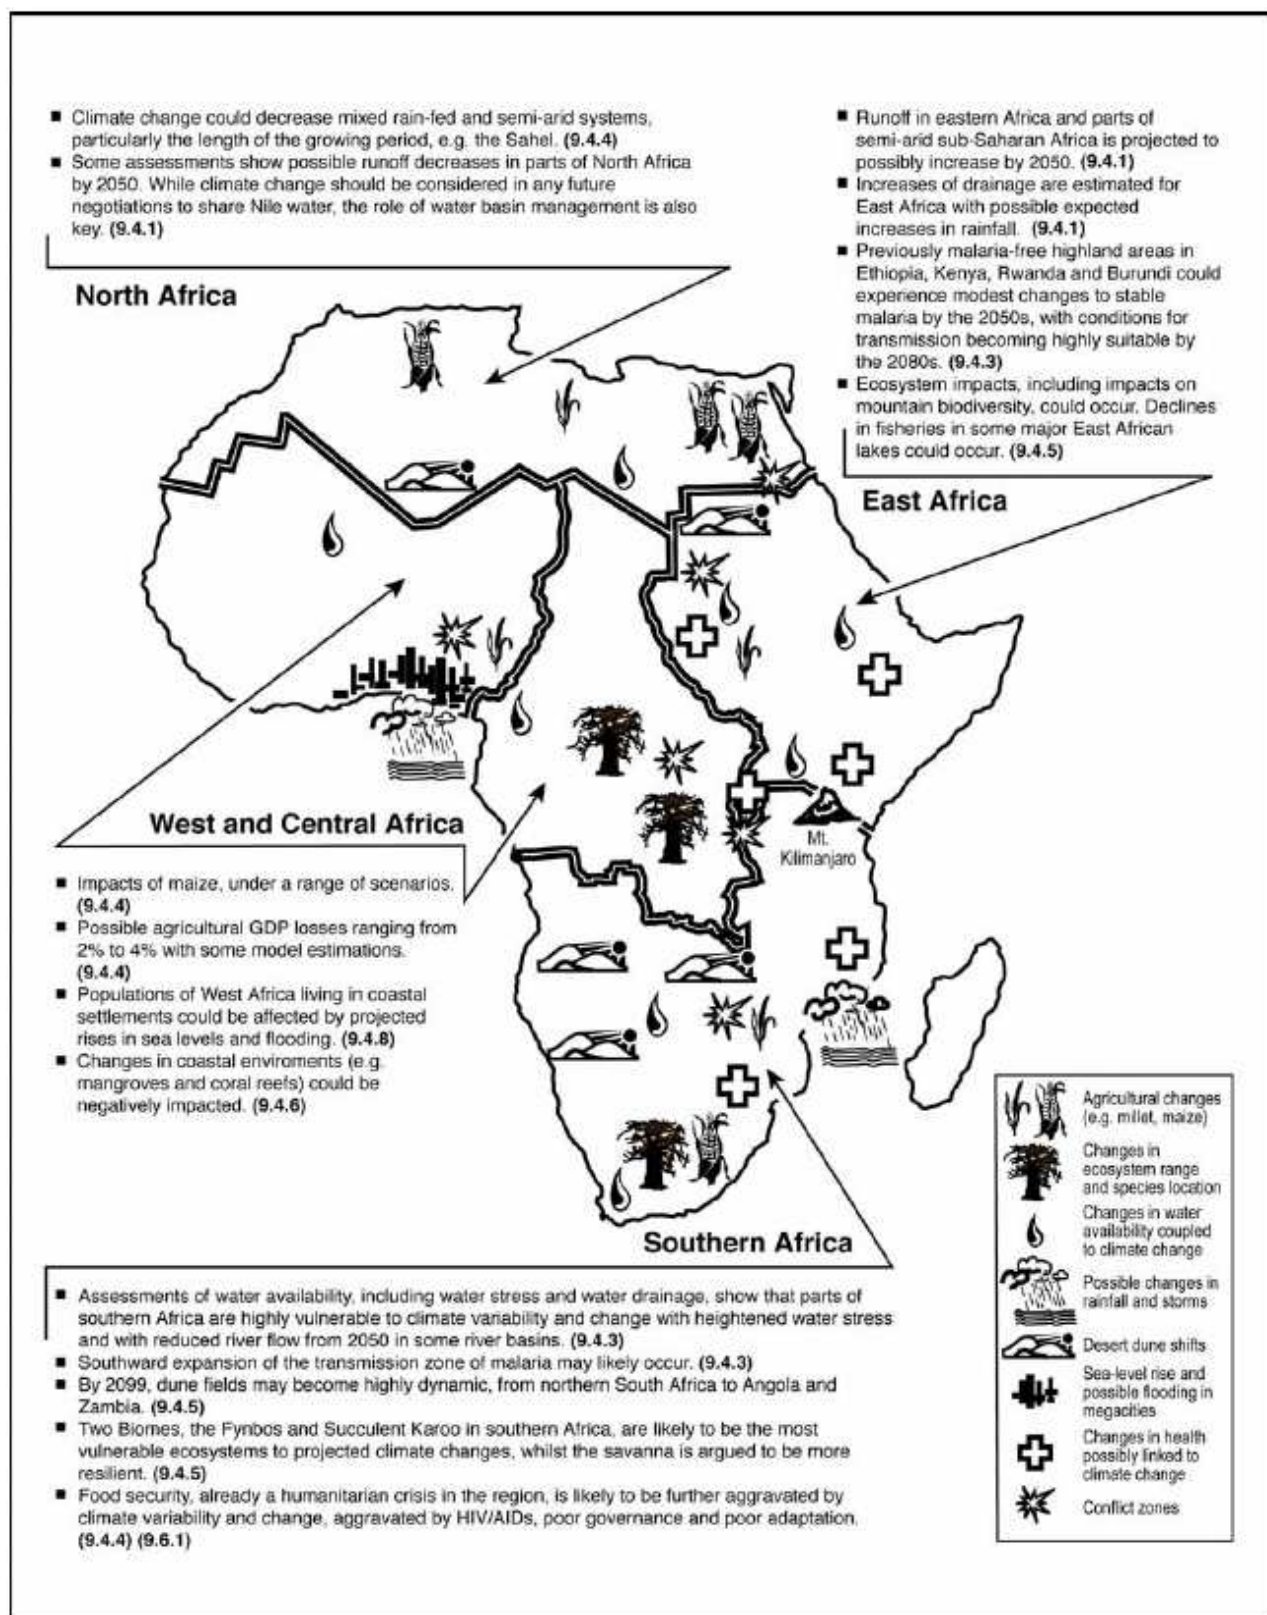 ■ Climate change could decrease mixed rain-fed and semi-arid systems,
particularly the length of the growing period, e.g. the Sahel. (9.4.4)
■ Some assessments show possible runoff decreases in parts of North Africa
by 2050. While climate change should be considered in any future
negotiations to share Nile water, the role of water basin management is also
key. (9.4.1)
North Africa
■ Runoff in eastern Africa and parts of
semi-arid sub-Saharan Africa is projected to
possibly increase by 2050. (9.4.1)
■ Increases of drainage are estimated for
East Africa with possible expected
increases in rainfall. (9.4.1)
■ Previously malaria-free highland areas in
Ethiopia, Kenya, Rwanda and Burundi could
experience modest changes to stable
malaria by the 2050s, with conditions for
transmission becoming highly suitable by
the 2080s. (9.4.3)
■ Ecosystem impacts, including impacts on
mountain biodiversity, could occur. Declines
in fisheries in some major East African
lakes could occur. (9.4.5)
East Africa
Mt.
Kilimanjaro
West and Central Africa
■ Impacts of maize, under a range of scenarios.
(9.4.4)
■ Possible agricultural GDP losses ranging from
2% to 4% with some model estimations.
(9.4.4)
■ Populations of West Africa living in coastal
settlements could be affected by projected
rises in sea levels and flooding. (9.4.8)
■ Changes in coastal enviroments (e.g.
mangroves and coral reefs) could be
negatively impacted. (9.4.6)
Agricultural changes
(e.g. millet, maize)
Changes in
ecosystem range
and species location
Changes in water
availability coupled
to climate change
Possible changes in
rainfall and storms
Desert dune shifts
Sea-level rise and
possible flooding in
megacities
Changes in health
possibly linked to
climate change
Conflict zones
Southern Africa
■ Assessments of water availability, including water stress and water drainage, show that parts of
southern Africa are highly vulnerable to climate variability and change with heightened water stress
and with reduced river flow from 2050 in some river basins. (9.4.3)
■ Southward expansion of the transmission zone of malaria may likely occur. (9.4.3)
■ By 2099, dune fields may become highly dynamic, from northern South Africa to Angola and
Zambia. (9.4.5)
■ Two Biomes, the Fynbos and Succulent Karoo in southern Africa, are likely to be the most
vulnerable ecosystems to projected climate changes, whilst the savanna is argued to be more
resilient. (9.4.5)
■ Food security, already a humanitarian crisis in the region, is likely to be further aggravated by
climate variability and change, aggravated by HIV/AIDs, poor governance and poor adaptation.
(9.4.4) (9.6.1)